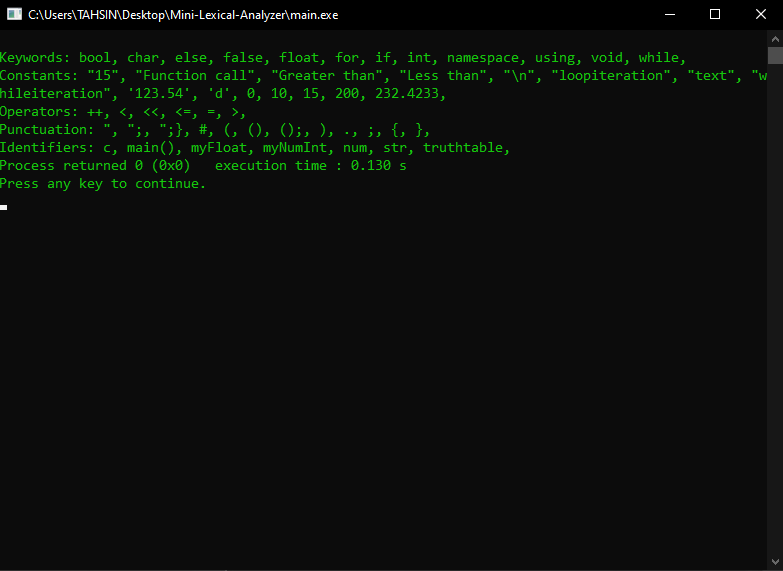 C:\Users\TAHSIN\Desktop\Mini-Lexical-Analyzer\main.exe
Keywords: bool, char, else, false, float, for, if, int, namespace, using, void, while,
Constants: "15", "Function call", "Greater than", "Less than", "\n", "loopiteration", "text", "w
hileiteration", '123.54', 'd', 0, 10, 15, 200, 232.4233,
Operators: ++, <, <<, <=, =, >,
Punctuation: ", ";, ";}, #, (, (), ();, ), ., ;, {, },
Identifiers: c, main(), myFloat, myNumInt, num, str, truthtable,
Process returned 0 (0x0)   execution time : 0.130 s
Press any key to continue.